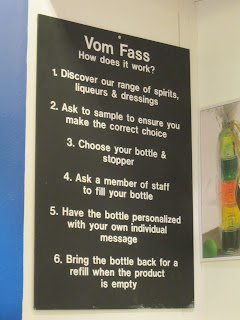 Vom Fass
How does it work?
1. Discover our range of spirits,
liqueurs & dressings
2. Ask to sample to ensure you
make the correct choice
3. Choose your bottle &
stopper
4. Ask a member of staff
to fill your bottle
5. Have the bottle personalized
with your own individual
message
6. Bring the bottle back for a
refill when the product
is empty